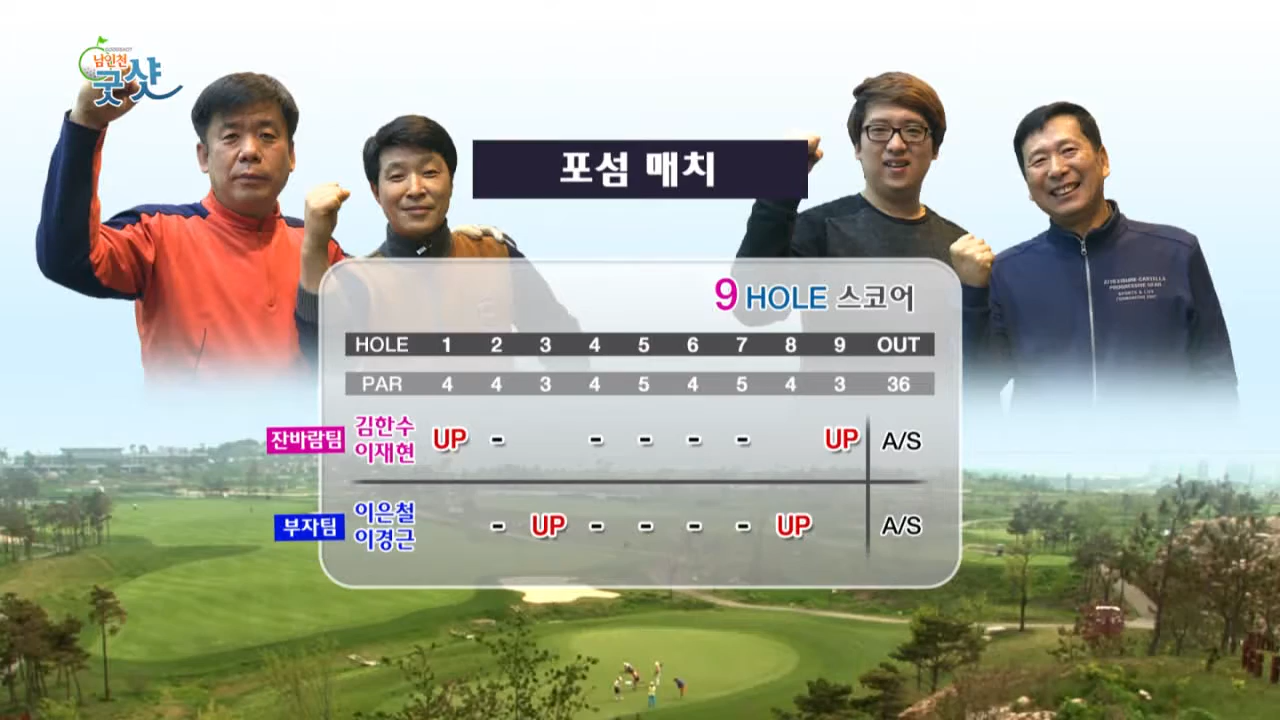 남인천
굿샷
포섬 매치
9 HOLE 스코어
HOLE 1 2 3 4 5 6 7 8 9 OUT
PAR 4 4 3 4 5 4 5 4 3 36
잔바람팀 김한수 이재현 UP - - - - - UP A/S
부자팀 이은철 이경근 - UP - - - - UP A/S